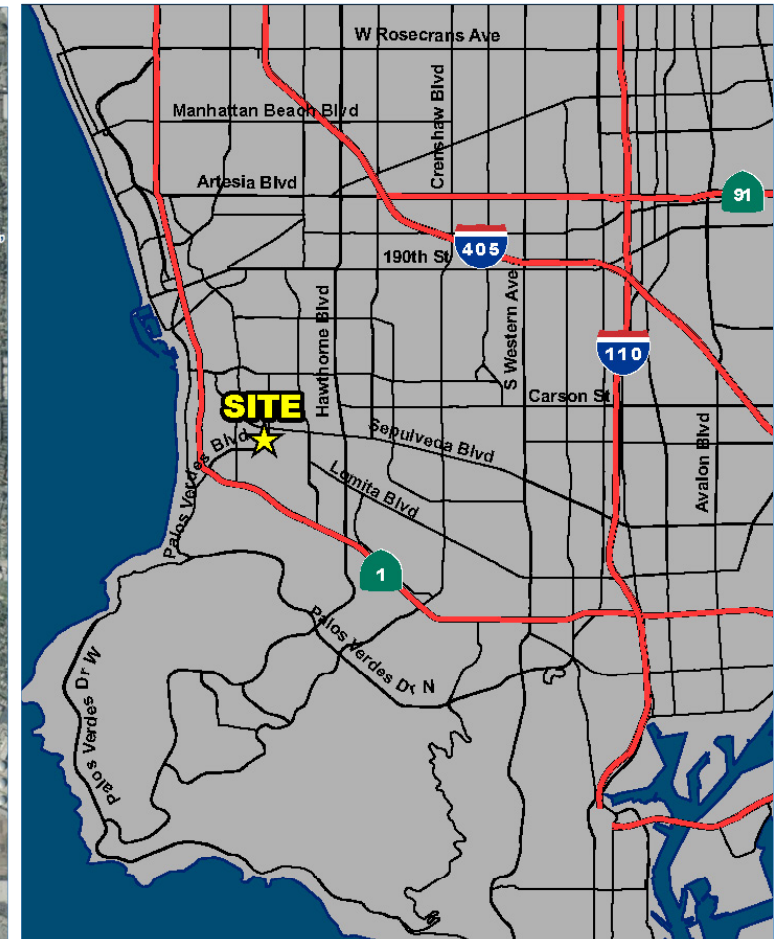 W Rosecrans Ave
Crenshaw Blvd
Manhattan Beach Blvd
Artesia Blvd
91
405
190th St
Hawthorne Blvd
S Western Ave
110
SITE
Carson St
Sepulveda Blvd
Palos Verdes Blvd
Avalon Blvd
Lomita Blvd
1
Palos Verdes Dr N
Palos Verdes Dr W